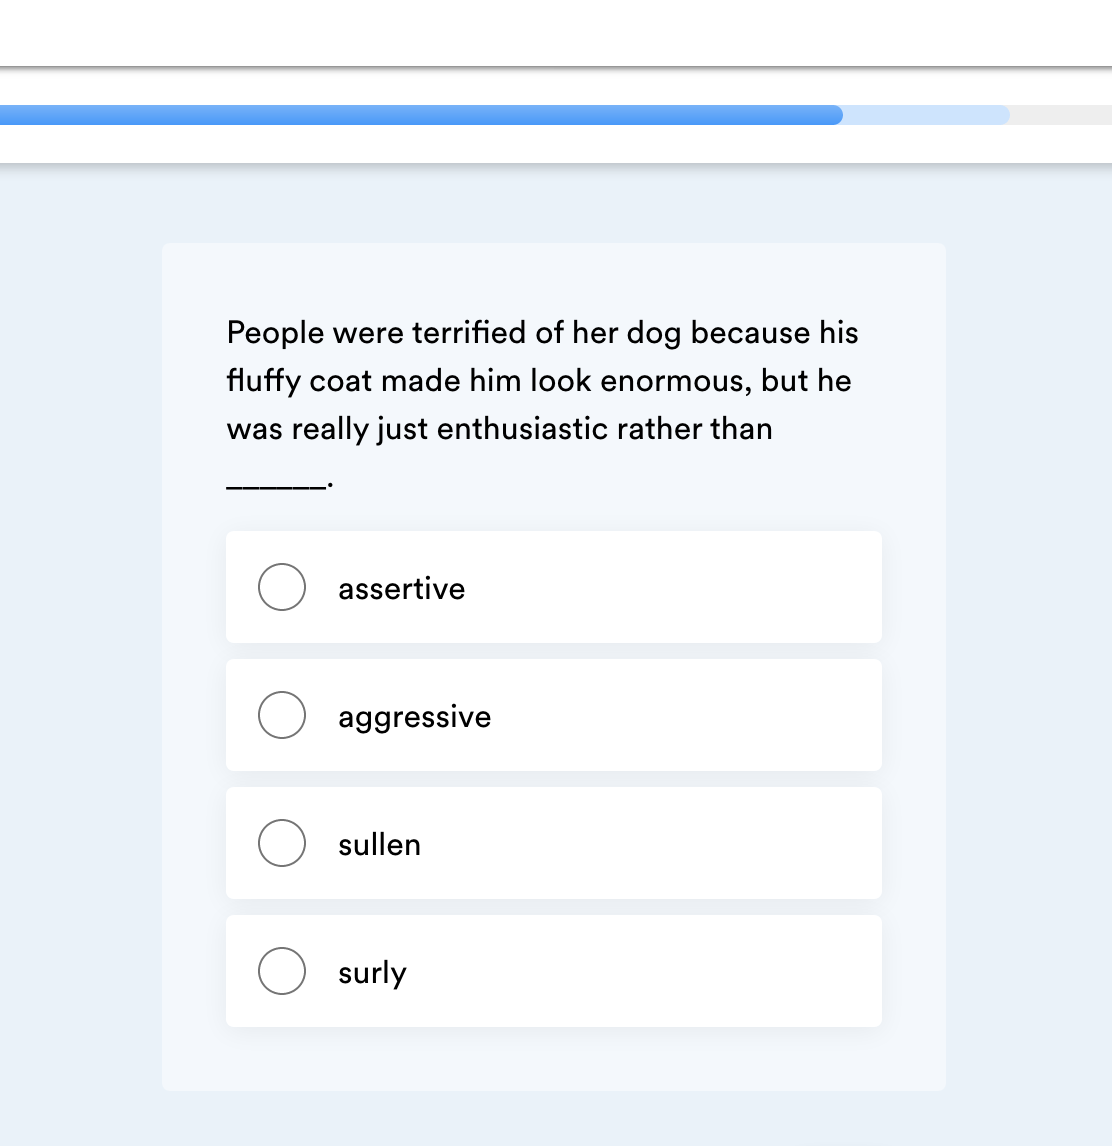 People were terrified of her dog because his
fluffy coat made him look enormous, but he
was really just enthusiastic rather than
______.
assertive
aggressive
sullen
surly